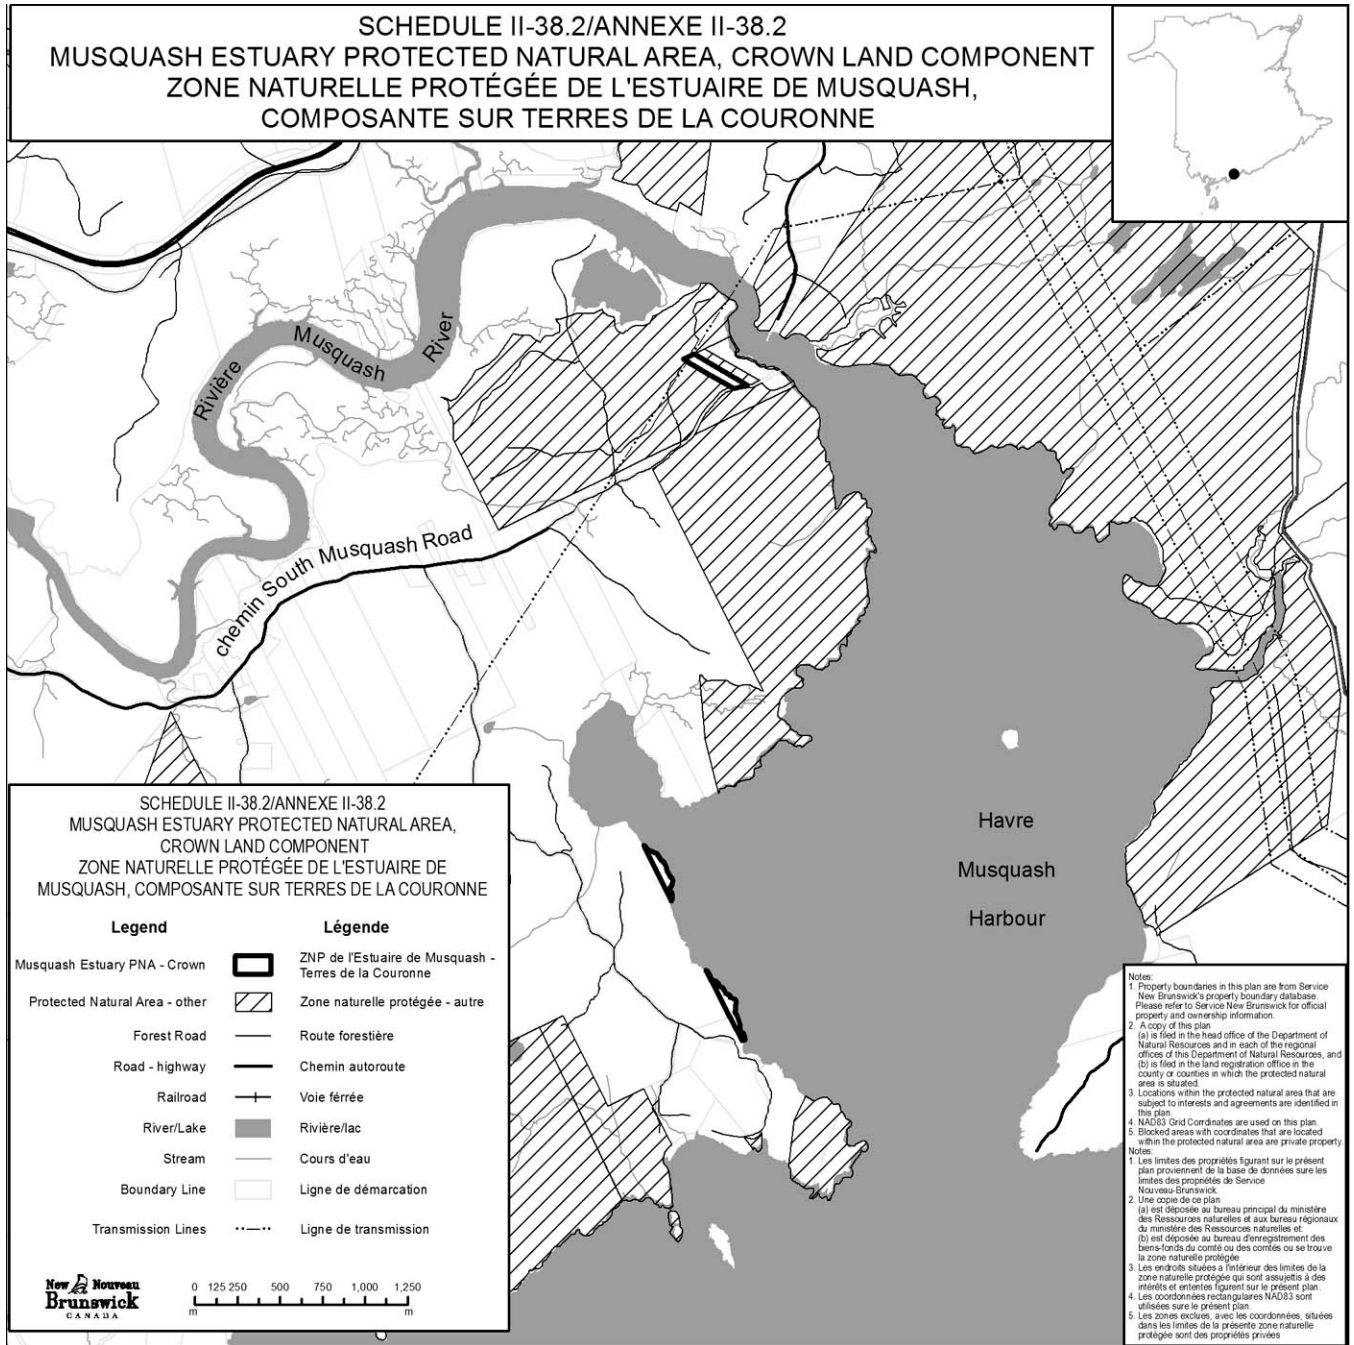 SCHEDULE II-38.2/ANNEXE II-38.2
MUSQUASH ESTUARY PROTECTED NATURAL AREA, CROWN LAND COMPONENT
ZONE NATURELLE PROTÉGÉE DE L'ESTUAIRE DE MUSQUASH,
COMPOSANTE SUR TERRES DE LA COURONNE
Rivière
Musquash
River
chemin South Musquash Road
Havre
Musquash
Harbour
SCHEDULE II-38.2/ANNEXE II-38.2
MUSQUASH ESTUARY PROTECTED NATURAL AREA,
CROWN LAND COMPONENT
ZONE NATURELLE PROTÉGÉE DE L'ESTUAIRE DE
MUSQUASH, COMPOSANTE SUR TERRES DE LA COURONNE
Legend Légende
Musquash Estuary PNA - Crown ZNP de l'Estuaire de Musquash -
Terres de la Couronne
Protected Natural Area - other Zone naturelle protégée - autre
Forest Road Route forestière
Road - highway Chemin autoroute
Railroad Voie férrée
River/Lake Rivière/lac
Stream Cours d'eau
Boundary Line Ligne de démarcation
Transmission Lines Ligne de transmission
New Nouveau
Brunswick
CANADA
0 125 250 500 750 1,000 1,250
m m
Notes:
1. Property boundaries in this plan are from Service
New Brunswick's property boundary database.
Please refer to Service New Brunswick for official
property and ownership information.
2. A copy of this plan
(a) is filed in the head office of the Department of
Natural Resources and in each of the regional
offices of this Department of Natural Resources, and
(b) is filed in the land registration office in the
county or counties in which the protected natural
area is situated.
3. Locations within the protected natural area that are
subject to interests and agreements are identified in
this plan.
4. NAD83 Grid Corrdinates are used on this plan.
5. Blocked areas with coordinates that are located
within the protected natural area are private property.
Notes:
1. Les limites des propriétés figurant sur le présent
plan proviennent de la base de données sure les
limites des propriétés de Service
Nouveau-Brunswick.
2. Une copie de ce plan
(a) est déposée au bureau principal du ministère
des Ressources naturelles et aux bureau régionaux
du ministère des Ressources naturelles et:
(b) est déposée au bureau d'enregistrement des
biens-fonds du comté ou des comtés ou se trouve
la zone naturelle protégée
3. Les endroits situées a l'intérieur des limites de la
zone naturelle protégée qui sont assujettis à des
intérêts et ententes figurent sur le présent plan.
4. Les coordonnées rectangulaires NAD83 sont
utilisées sure le présent plan.
5. Les zones exclues, avec les coordonnées, situées
dans les limites de la présente zone naturelle
protégée sont des propriétés privées